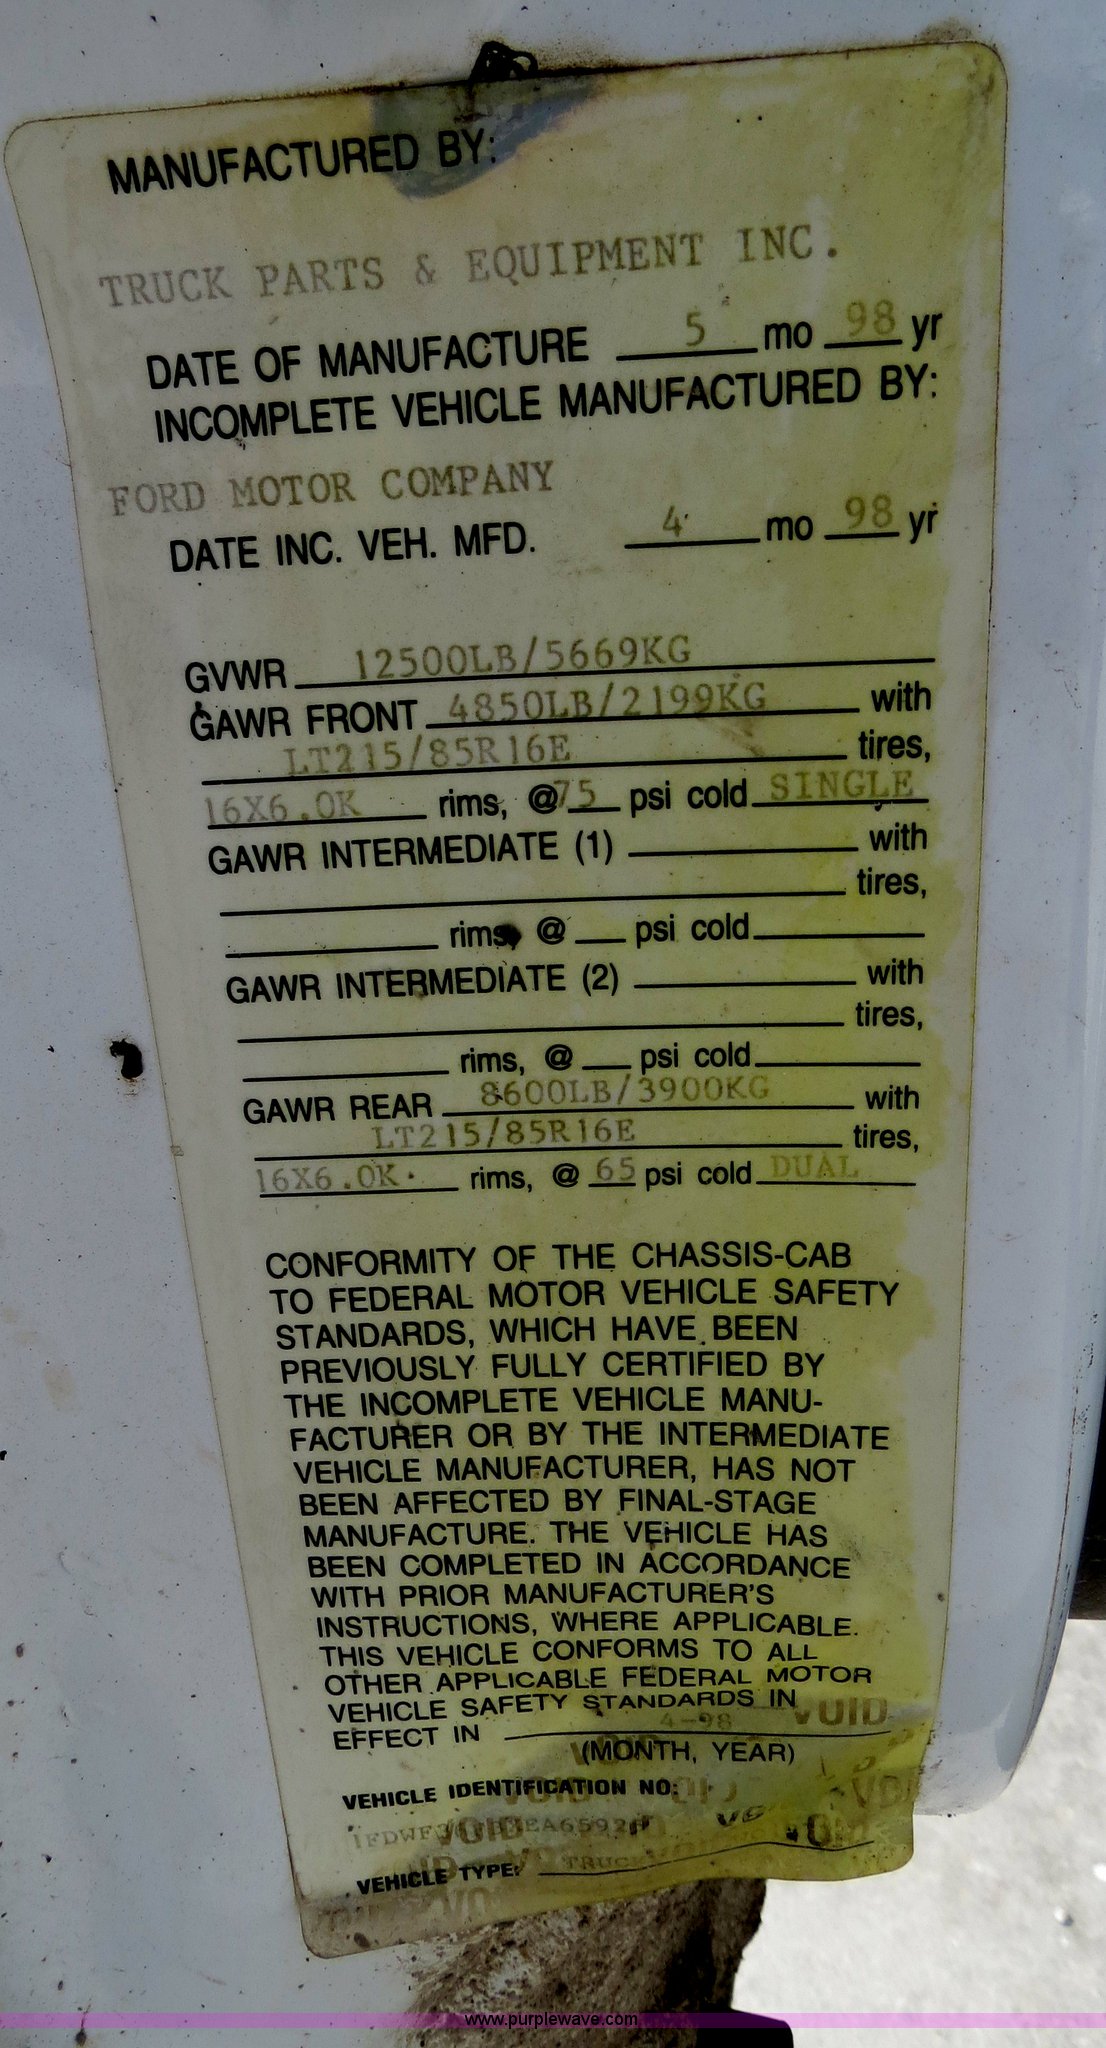 MANUFACTURED BY:
TRUCK PARTS & EQUIPMENT INC.
DATE OF MANUFACTURE 5 mo 98 yr
INCOMPLETE VEHICLE MANUFACTURED BY:
FORD MOTOR COMPANY
DATE INC. VEH. MFD. 4 mo 98 yr
GVWR 12500LB/5669KG
GAWR FRONT 4850LB/2199KG with
LT215/85R16E tires,
16X6.0K rims, @75 psi cold SINGLE
GAWR INTERMEDIATE (1) with
tires,
rims, @ psi cold
GAWR INTERMEDIATE (2) with
tires,
rims, @ psi cold
GAWR REAR 8600LB/3900KG with
LT215/85R16E tires,
16X6.0K rims, @ 65 psi cold DUAL
CONFORMITY OF THE CHASSIS-CAB
TO FEDERAL MOTOR VEHICLE SAFETY
STANDARDS, WHICH HAVE BEEN
PREVIOUSLY FULLY CERTIFIED BY
THE INCOMPLETE VEHICLE MANU-
FACTURER OR BY THE INTERMEDIATE
VEHICLE MANUFACTURER, HAS NOT
BEEN AFFECTED BY FINAL-STAGE
MANUFACTURE. THE VEHICLE HAS
BEEN COMPLETED IN ACCORDANCE
WITH PRIOR MANUFACTURER'S
INSTRUCTIONS, WHERE APPLICABLE.
THIS VEHICLE CONFORMS TO ALL
OTHER APPLICABLE FEDERAL MOTOR
VEHICLE SAFETY STANDARDS IN
EFFECT IN 4-98 VOID
(MONTH, YEAR)
VEHICLE IDENTIFICATION NO.
VOID
VEHICLE TYPE: TRUCK
www.purplewave.com